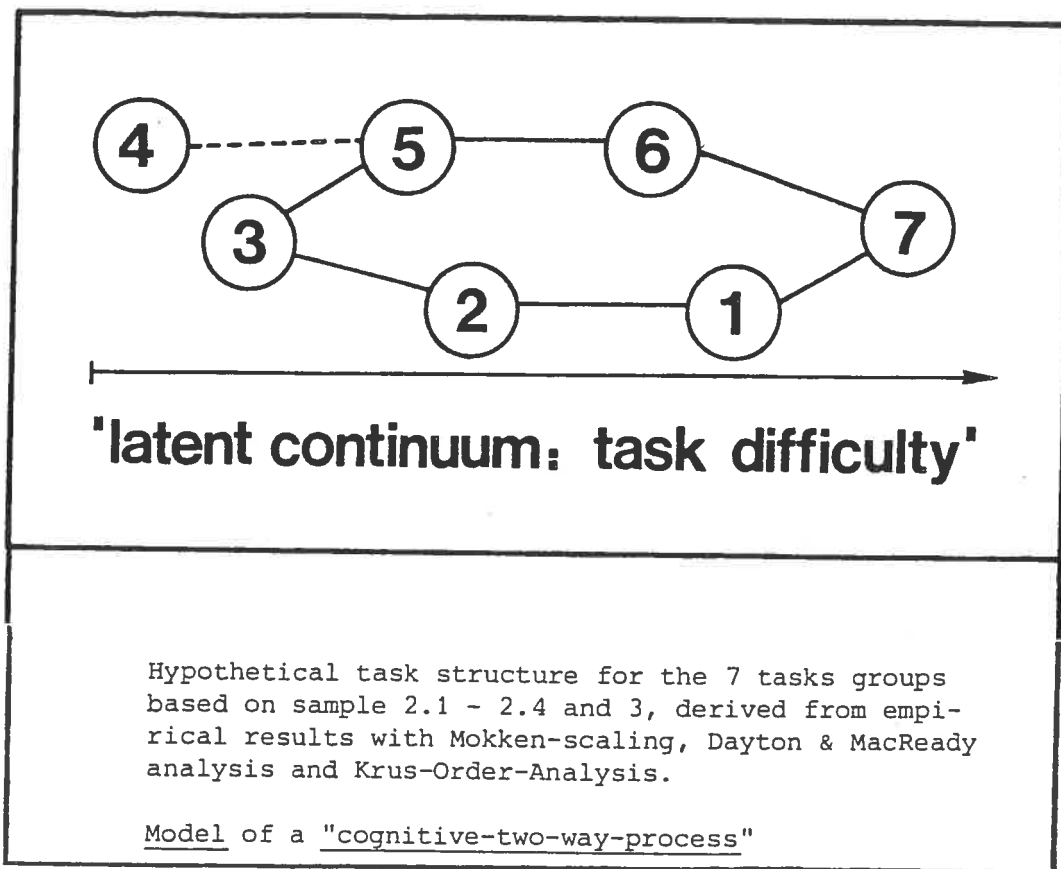 4 5 6
3 7
2 1
"latent continuum: task difficulty"
Hypothetical task structure for the 7 tasks groups
based on sample 2.1 - 2.4 and 3, derived from empi-
rical results with Mokken-scaling, Dayton & MacReady
analysis and Krus-Order-Analysis.
Model of a "cognitive-two-way-process"